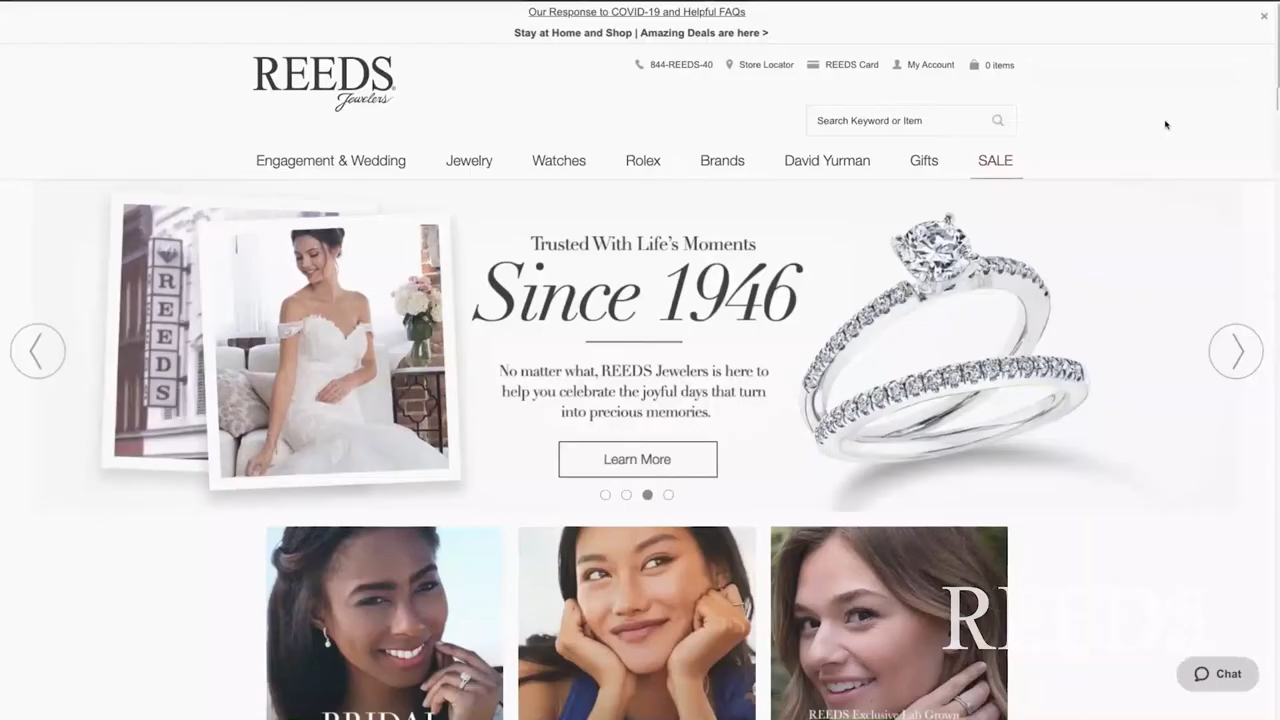 Our Response to COVID-19 and Helpful FAQs
Stay at Home and Shop | Amazing Deals are here >
844-REEDS-40 Store Locator REEDS Card My Account 0 items
REEDS
Jewelers
Search Keyword or Item
Engagement & Wedding Jewelry Watches Rolex Brands David Yurman Gifts SALE
REEDS
Trusted With Life's Moments
Since 1946
No matter what, REEDS Jewelers is here to
help you celebrate the joyful days that turn
into precious memories.
Learn More
REEDS
Chat
BRIDAL
REEDS Exclusive Lab Grown